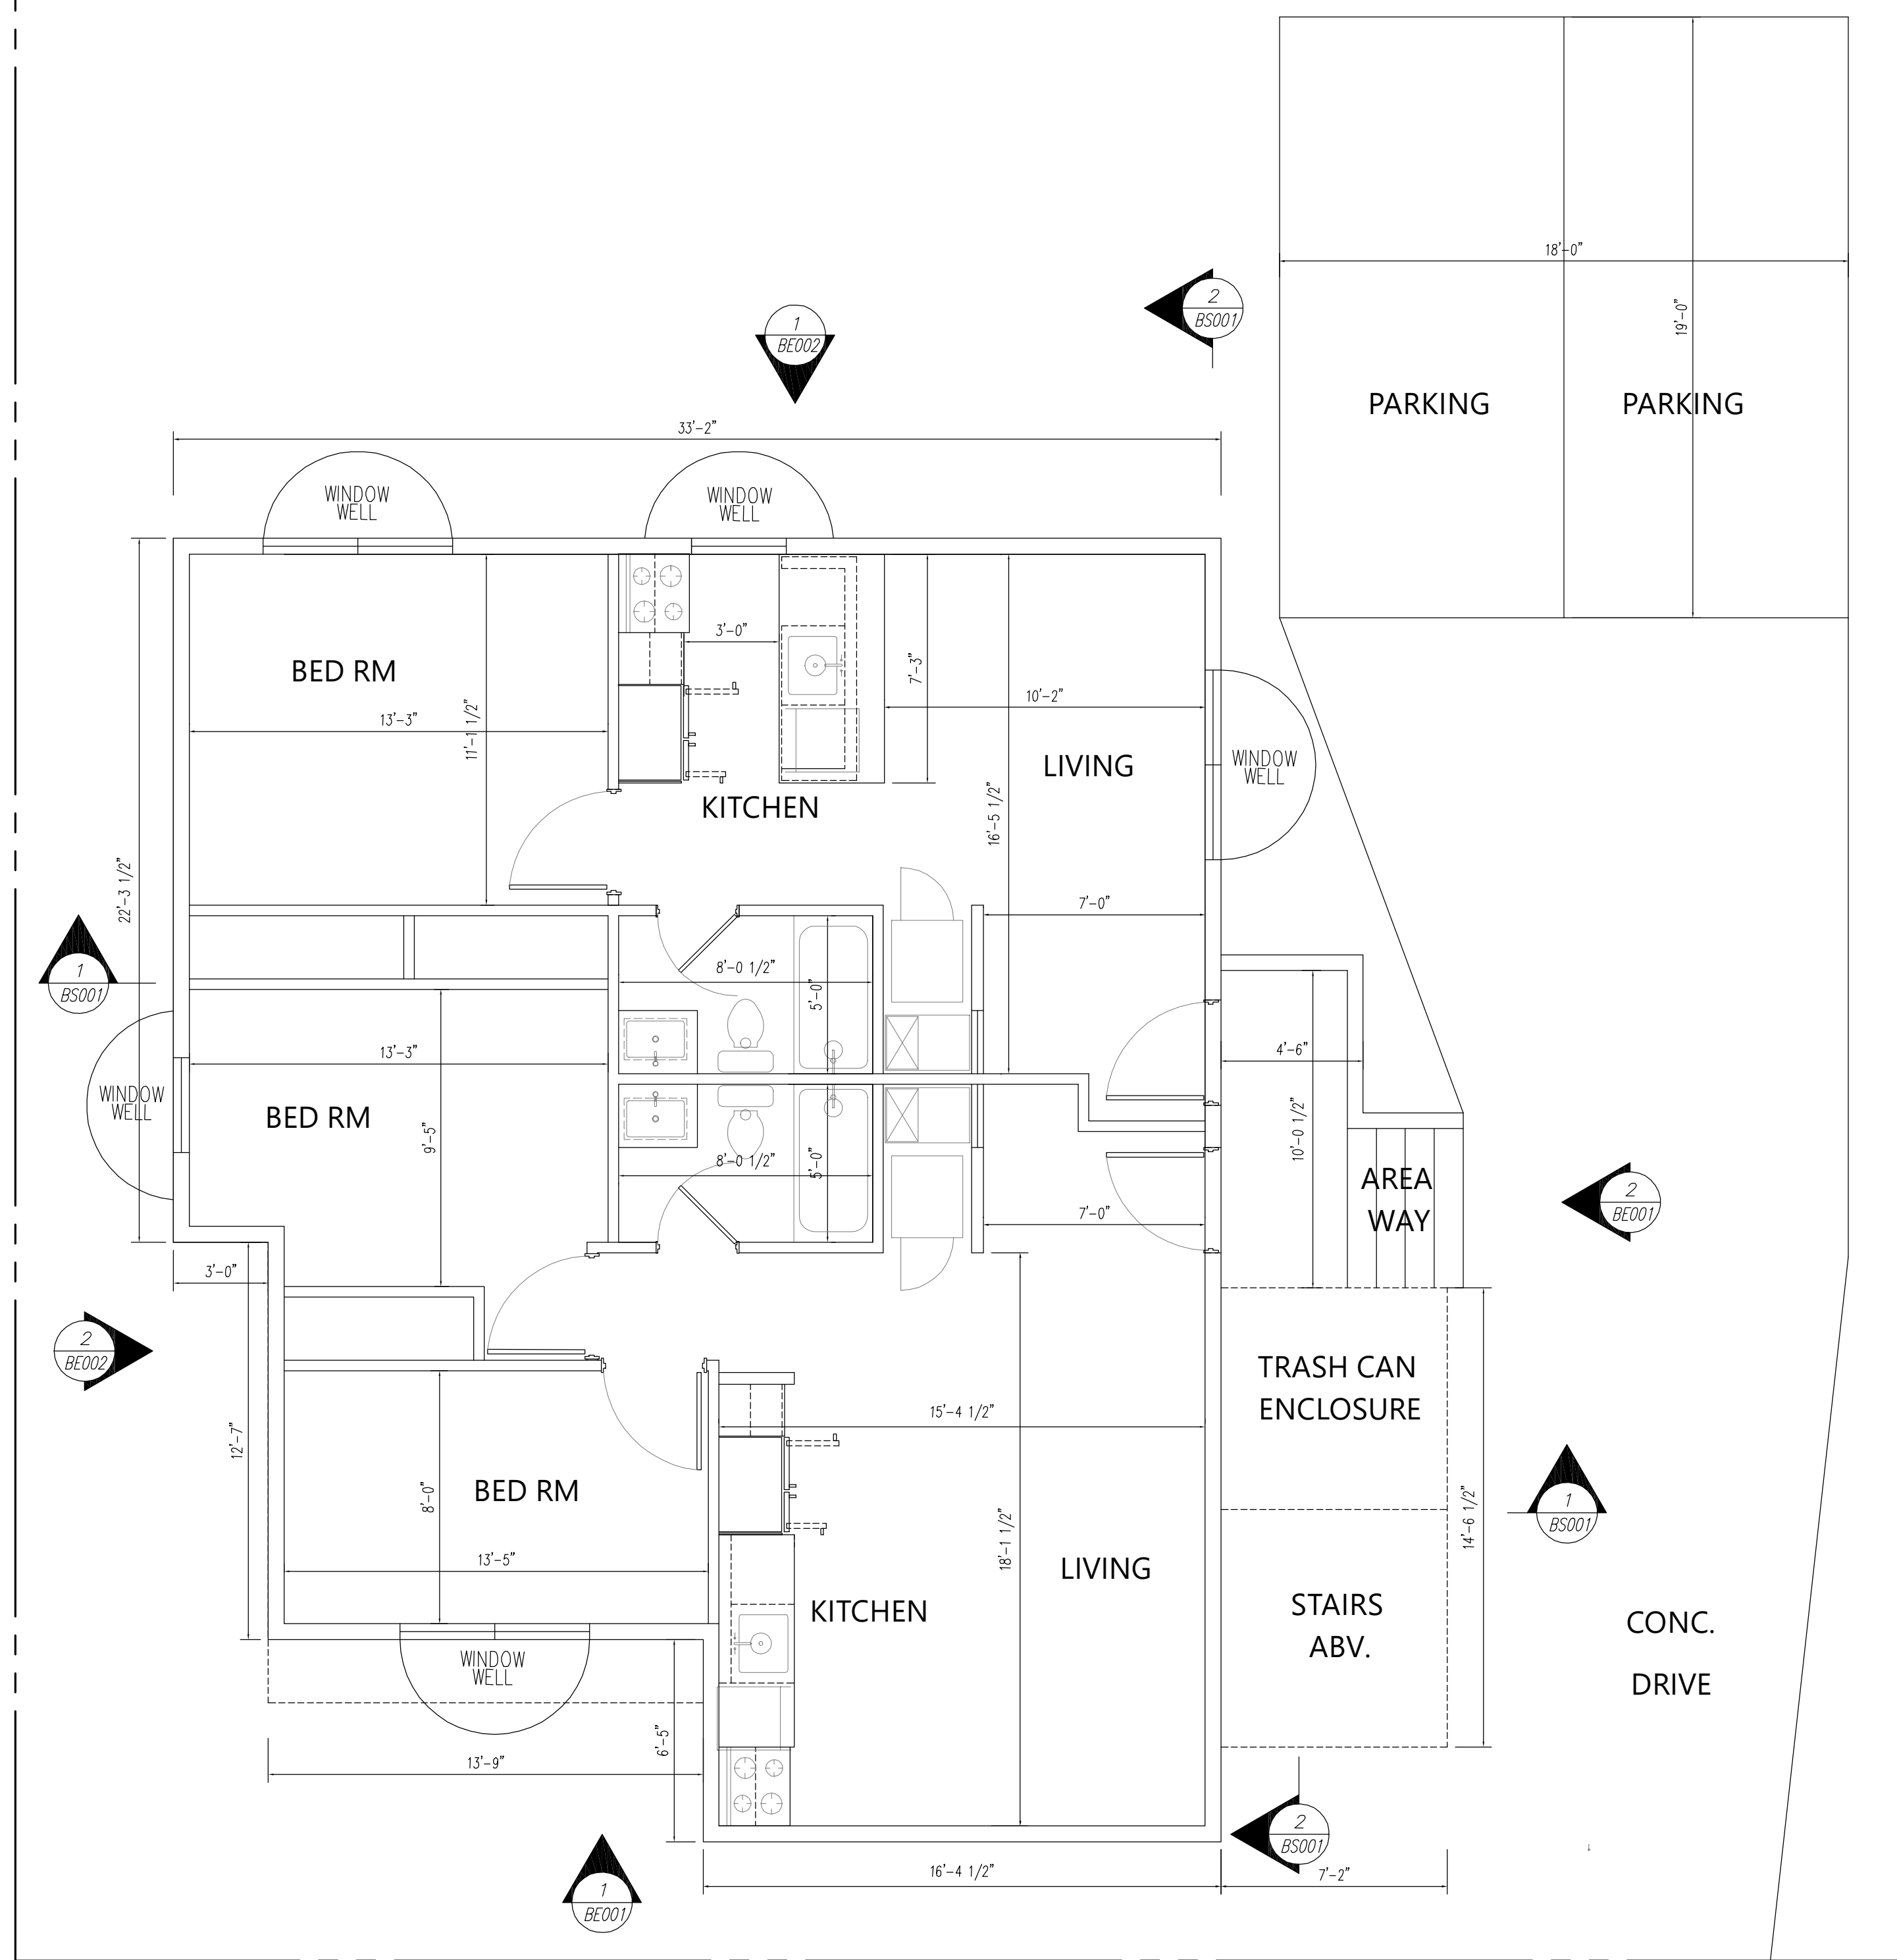 18'-0"
19'-0"
2
BS001
1
BE002
PARKING
PARKING
33'-2"
WINDOW
WELL
WINDOW
WELL
3'-0"
BED RM
7'-3"
10'-2"
13'-3"
11'-1 1/2"
LIVING
WINDOW
WELL
KITCHEN
16'-5 1/2"
22'-3 1/2"
7'-0"
1
BS001
8'-0 1/2"
5'-0"
13'-3"
4'-6"
WINDOW
WELL
BED RM
9'-5"
10'-0 1/2"
8'-0 1/2"
5'-0"
AREA
WAY
2
BE001
7'-0"
3'-0"
2
BE002
TRASH CAN
ENCLOSURE
15'-4 1/2"
12'-7"
8'-0"
BED RM
1
BS001
14'-6 1/2"
18'-1 1/2"
13'-5"
LIVING
KITCHEN
STAIRS
ABV.
CONC.
DRIVE
WINDOW
WELL
6'-5"
13'-9"
2
BS001
16'-4 1/2"
7'-2"
1
BE001